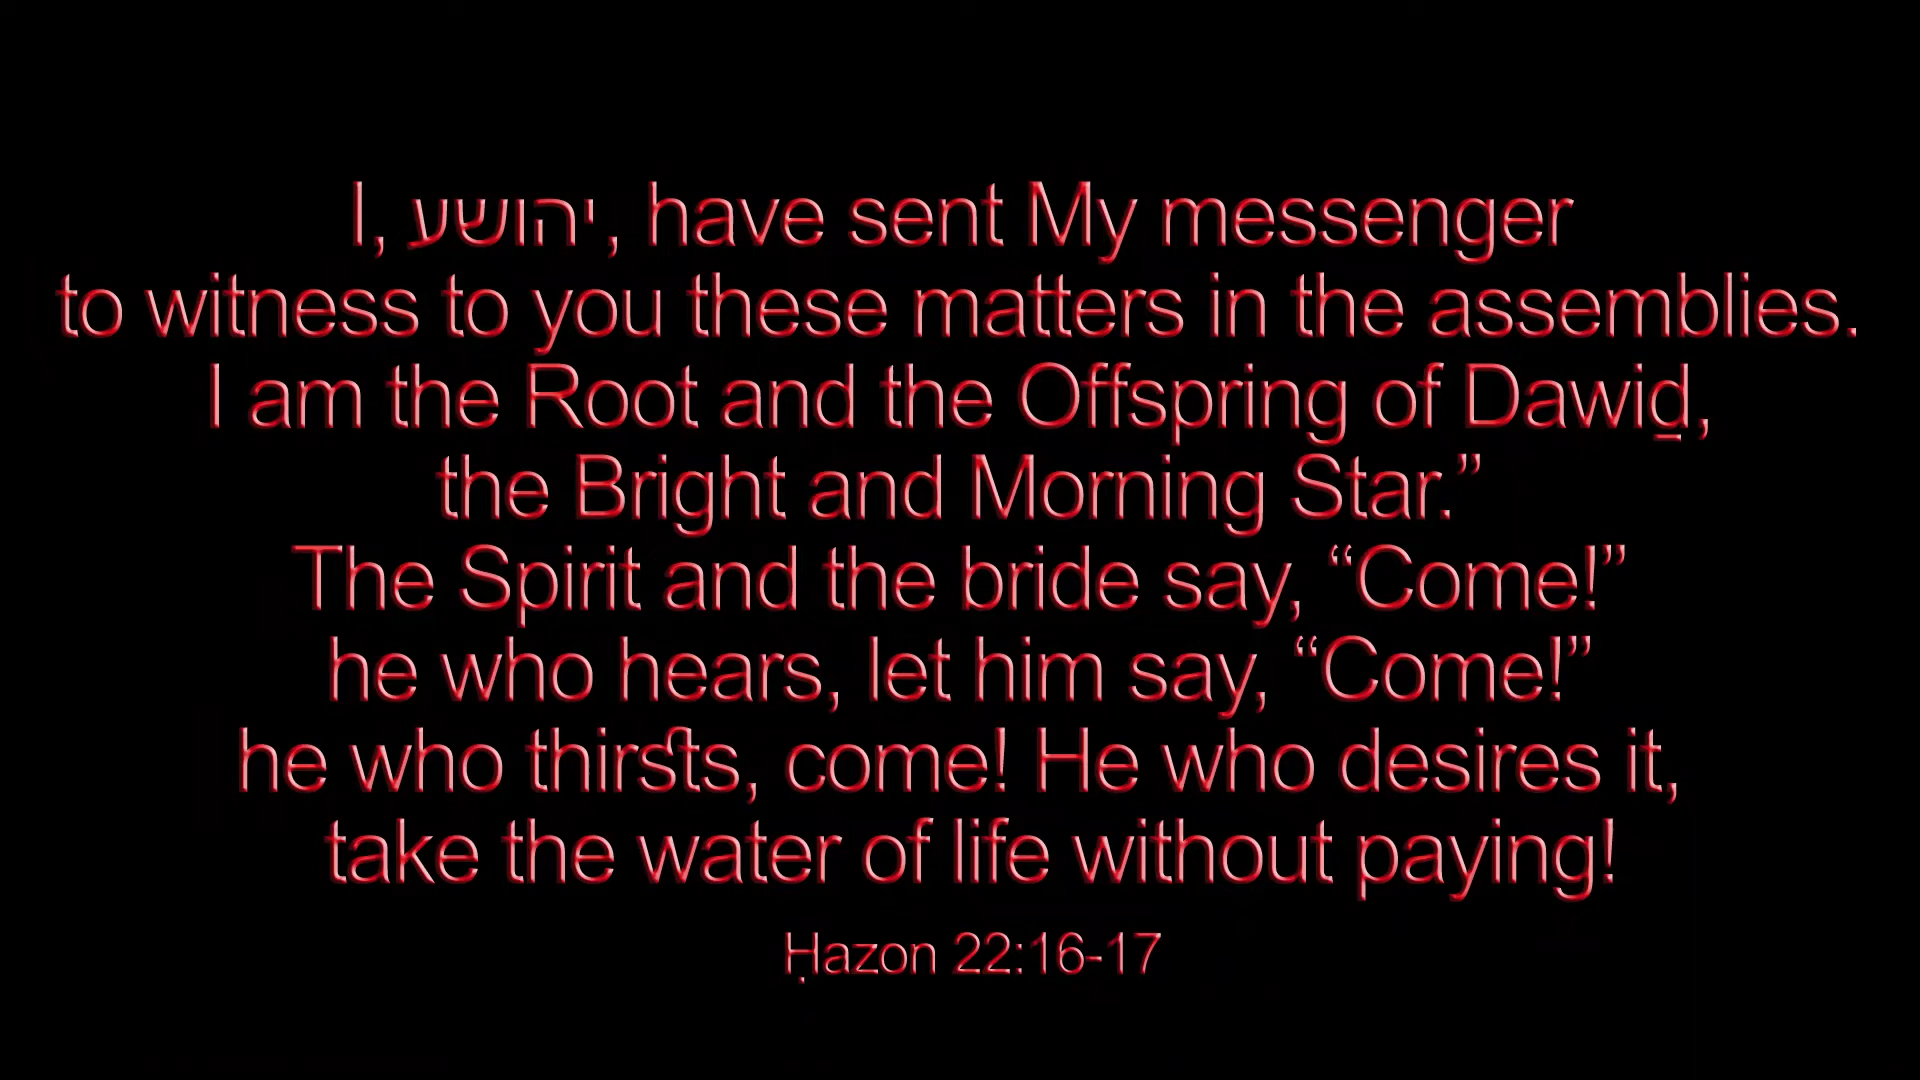 I, יהושע, have sent My messenger
to witness to you these matters in the assemblies.
I am the Root and the Offspring of Dawiḏ,
the Bright and Morning Star.”
The Spirit and the bride say, “Come!”
he who hears, let him say, “Come!”
he who thirsts, come! He who desires it,
take the water of life without paying!
Ḥazon 22:16-17